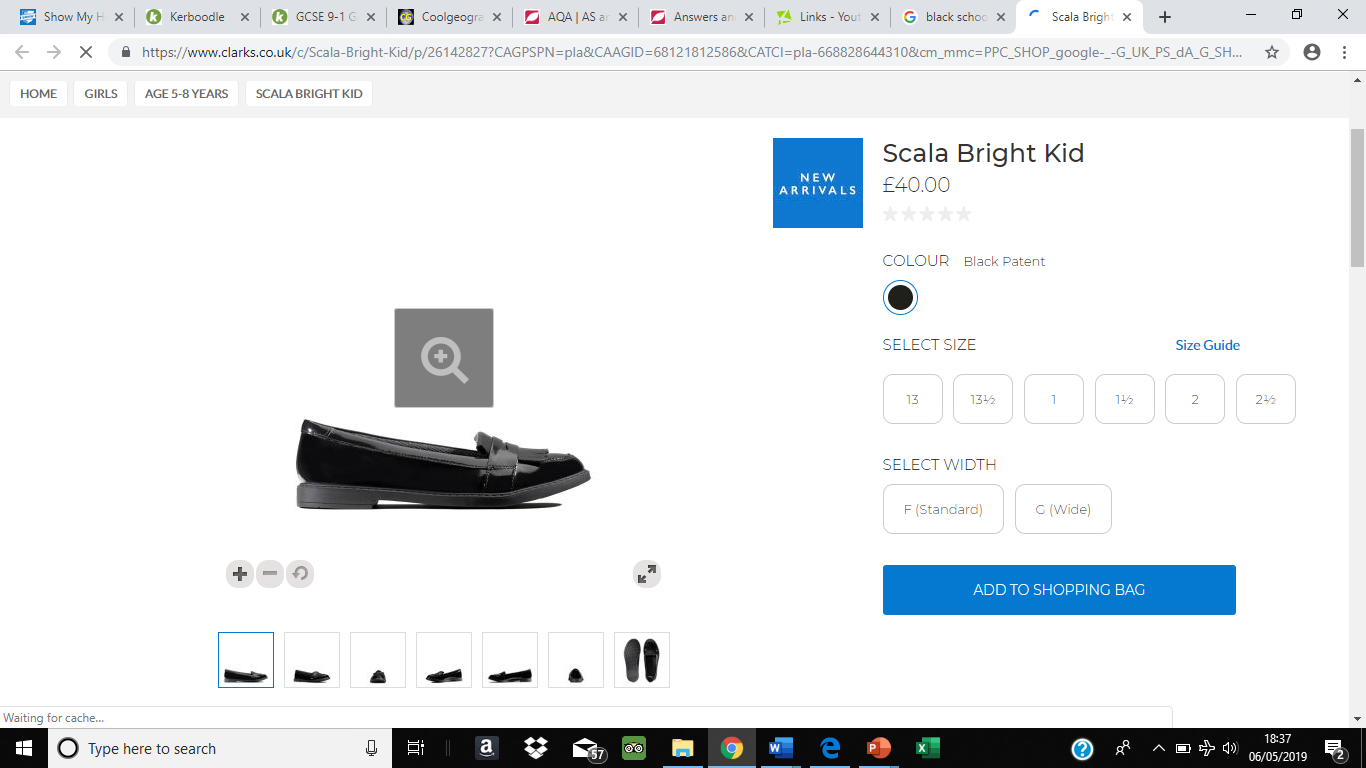 Show My H
Kerboodle
GCSE 9-1 G
Coolgeogra
AQA | AS an
Answers an
Links - Yout
black schoo
Scala Bright
https://www.clarks.co.uk/c/Scala-Bright-Kid/p/26142827?CAGPSPN=pla&CAAGID=68121812586&CATCI=pla-668828644310&cm_mmc=PPC_SHOP_google-_-G_UK_PS_dA_G_SH...
HOME
GIRLS
AGE 5-8 YEARS
SCALA BRIGHT KID
NEW
ARRIVALS
Scala Bright Kid
£40.00
COLOUR Black Patent
SELECT SIZE
Size Guide
13
13½
1
1½
2
2½
SELECT WIDTH
F (Standard)
G (Wide)
ADD TO SHOPPING BAG
Waiting for cache...
Type here to search
57
18:37
06/05/2019
2